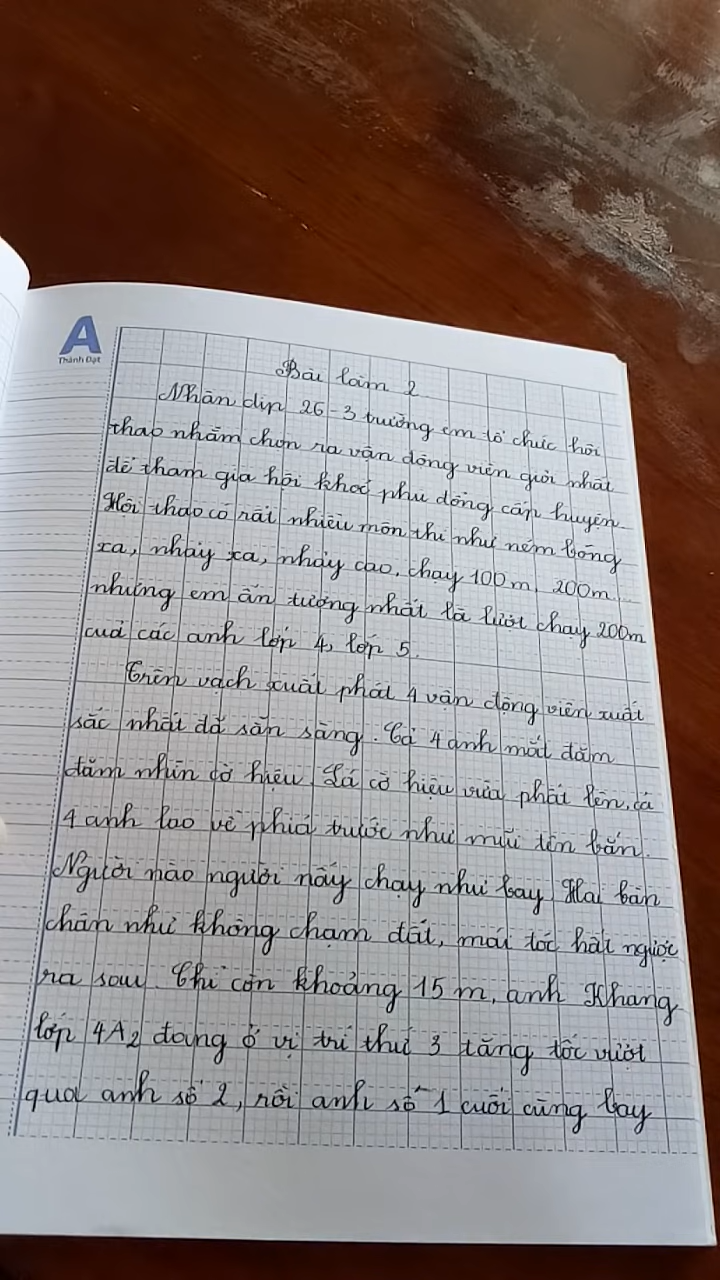 A
Thành Đạt
Bài làm 2
Nhân dịp 26-3 trường em tổ chức hội
thao nhằm chọn ra vận động viên giỏi nhất
để tham gia hội khoẻ phù đổng cấp huyện.
Hội thao có rất nhiều môn thi như ném bóng
xa, nhảy xa, nhảy cao, chạy 100m, 200m...
nhưng em ấn tượng nhất là lượt chạy 200m
của các anh lớp 4, lớp 5.
Trên vạch xuất phát 4 vận động viên xuất
sắc nhất đã sẵn sàng. Cả 4 anh mắt đăm
đăm nhìn cờ hiệu. Lá cờ hiệu vừa phất lên, cả
4 anh lao về phía trước như mũi tên bắn.
Người nào người nấy chạy như bay. Hai bàn
chân như không chạm đất, mái tóc hất ngược
ra sau. Chỉ còn khoảng 15 m, anh Khang
lớp 4A2 đang ở vị trí thứ 3 tăng tốc vượt
qua anh số 2, rồi anh số 1 cuối cùng bay